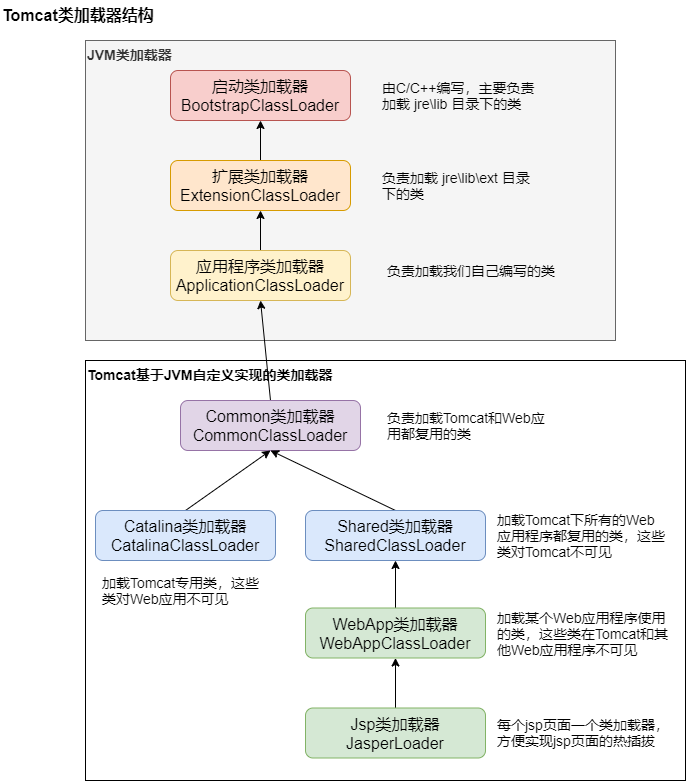 Tomcat类加载器结构
JVM类加载器
启动类加载器
BootstrapClassLoader
由C/C++编写，主要负责
加载 jre\lib 目录下的类
扩展类加载器
ExtensionClassLoader
负责加载 jre\lib\ext 目录
下的类
应用程序类加载器
ApplicationClassLoader
负责加载我们自己编写的类
Tomcat基于JVM自定义实现的类加载器
Common类加载器
CommonClassLoader
负责加载Tomcat和Web应
用都复用的类
Catalina类加载器
CatalinaClassLoader
加载Tomcat专用类，这些
类对Web应用不可见
Shared类加载器
SharedClassLoader
加载Tomcat下所有的Web
应用程序都复用的类，这些
类对Tomcat不可见
WebApp类加载器
WebAppClassLoader
加载某个Web应用程序使用
的类，这些类在Tomcat和其
他Web应用程序不可见
Jsp类加载器
JasperLoader
每个jsp页面一个类加载器，
方便实现jsp页面的热插拔